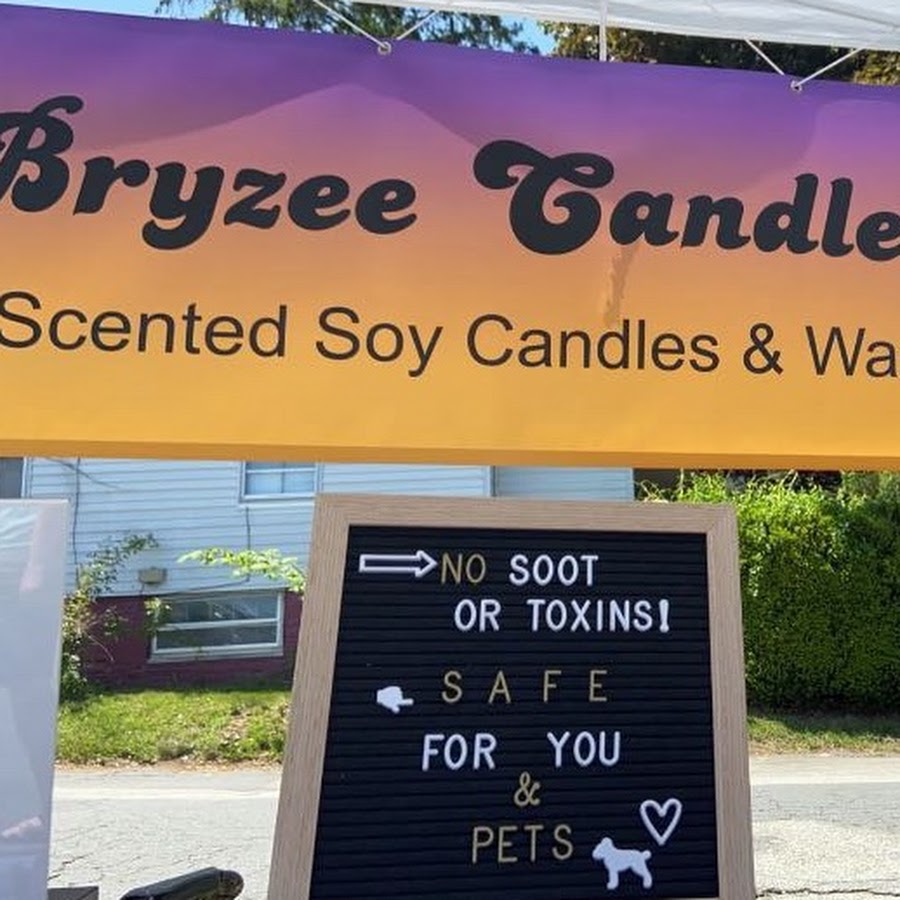 Bryzee Candle
Scented Soy Candles & Wa
NO SOOT
OR TOXINS!
SAFE
FOR YOU
&
PETS